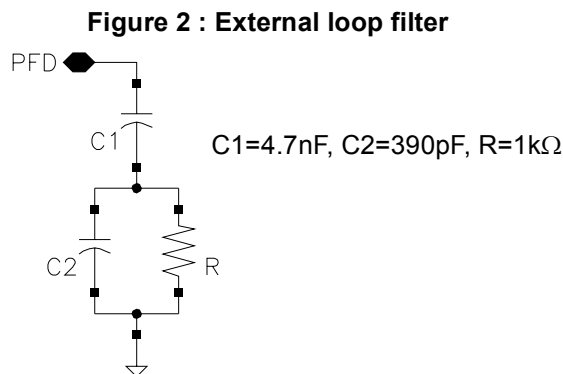 Figure 2 : External loop filter
PFD
C1
C1=4.7nF, C2=390pF, R=1kΩ
C2
R